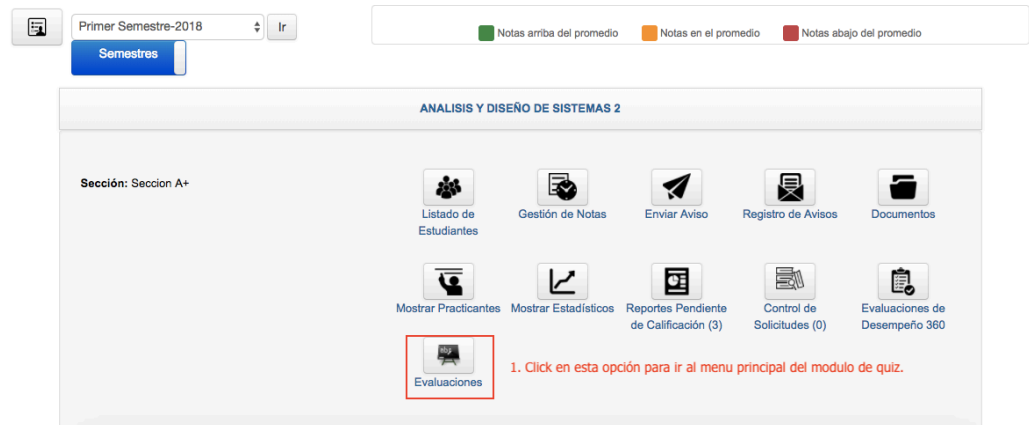 Primer Semestre-2018
Ir
Semestres
Notas arriba del promedio
Notas en el promedio
Notas abajo del promedio
ANALISIS Y DISEÑO DE SISTEMAS 2
Sección: Seccion A+
Listado de
Estudiantes
Gestión de Notas
Enviar Aviso
Registro de Avisos
Documentos
Mostrar Practicantes
Mostrar Estadísticos
Reportes Pendiente
de Calificación (3)
Control de
Solicitudes (0)
Evaluaciones de
Desempeño 360
Evaluaciones
1. Click en esta opción para ir al menu principal del modulo de quiz.